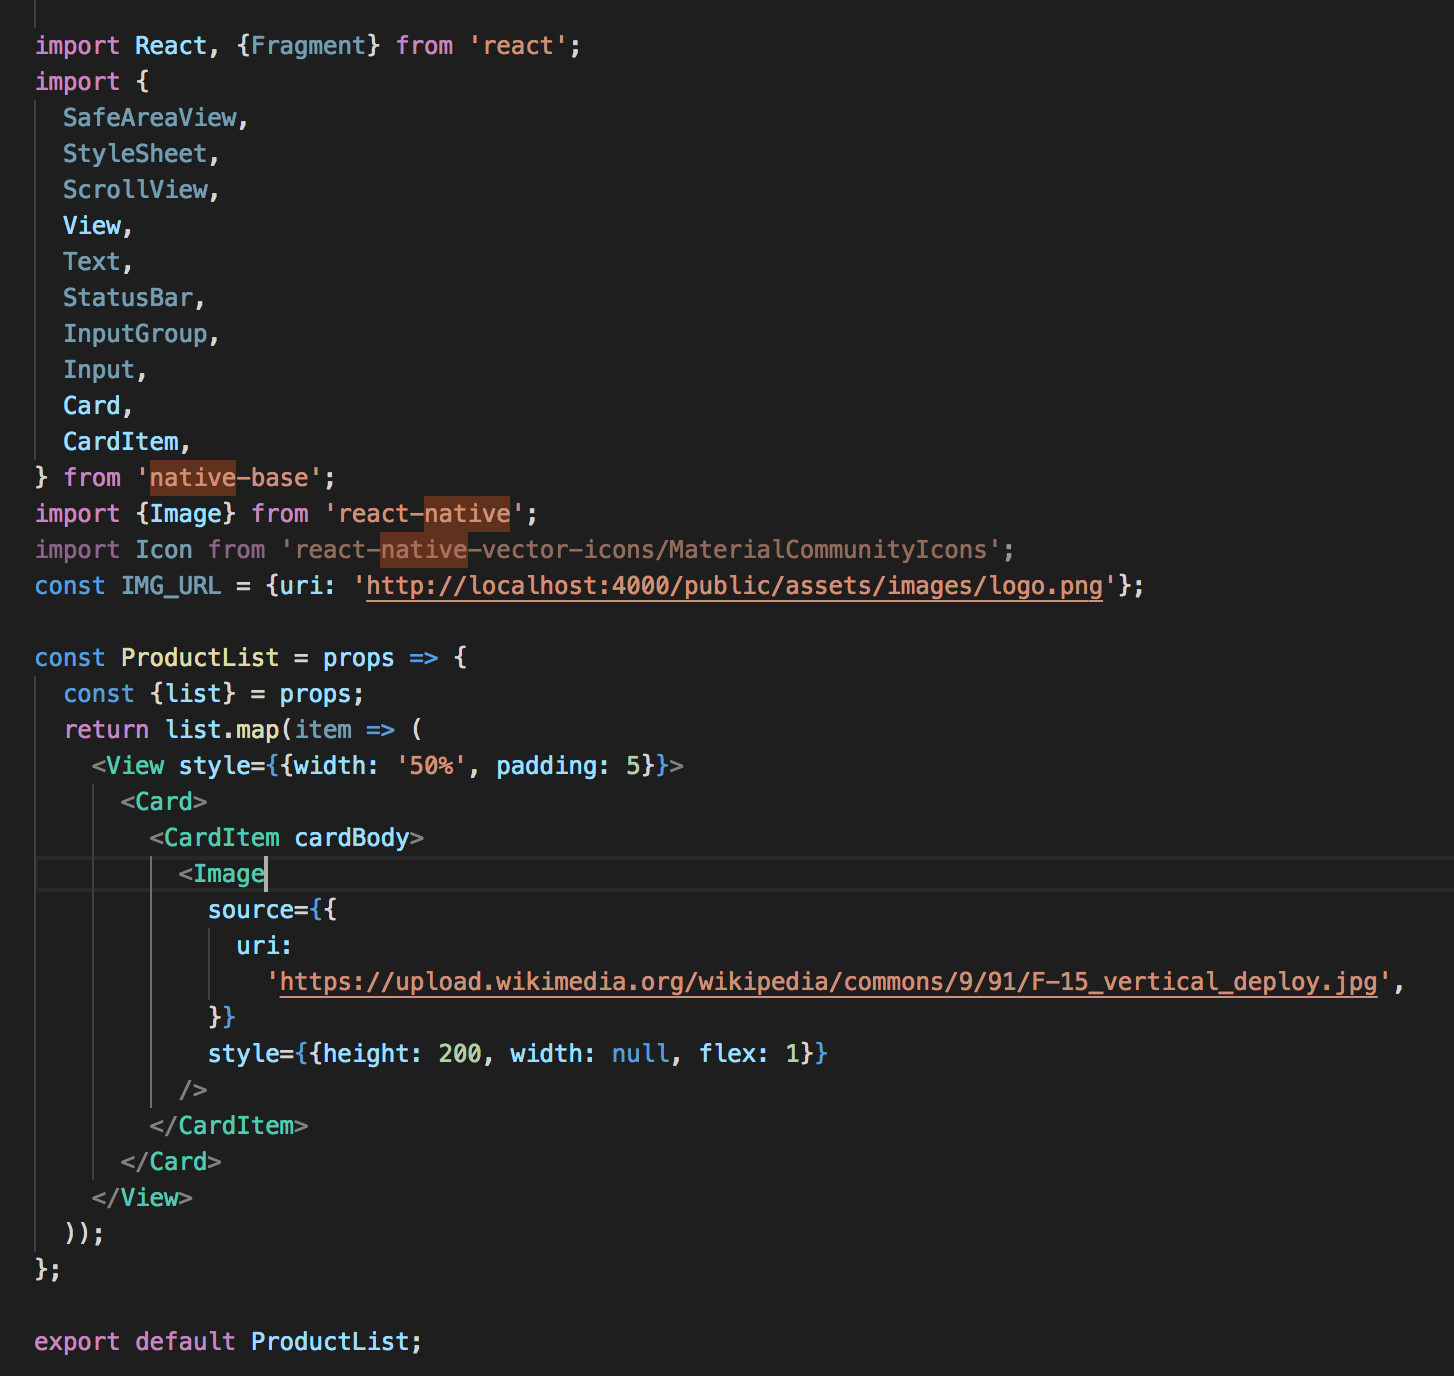 import React, {Fragment} from 'react';
import {
  SafeAreaView,
  StyleSheet,
  ScrollView,
  View,
  Text,
  StatusBar,
  InputGroup,
  Input,
  Card,
  CardItem,
} from 'native-base';
import {Image} from 'react-native';
import Icon from 'react-native-vector-icons/MaterialCommunityIcons';
const IMG_URL = {uri: 'http://localhost:4000/public/assets/images/logo.png'};

const ProductList = props => {
  const {list} = props;
  return list.map(item => (
    <View style={{width: '50%', padding: 5}}>
      <Card>
        <CardItem cardBody>
          <Image
            source={{
              uri:
                'https://upload.wikimedia.org/wikipedia/commons/9/91/F-15_vertical_deploy.jpg',
            }}
            style={{height: 200, width: null, flex: 1}}
          />
        </CardItem>
      </Card>
    </View>
  ));
};

export default ProductList;